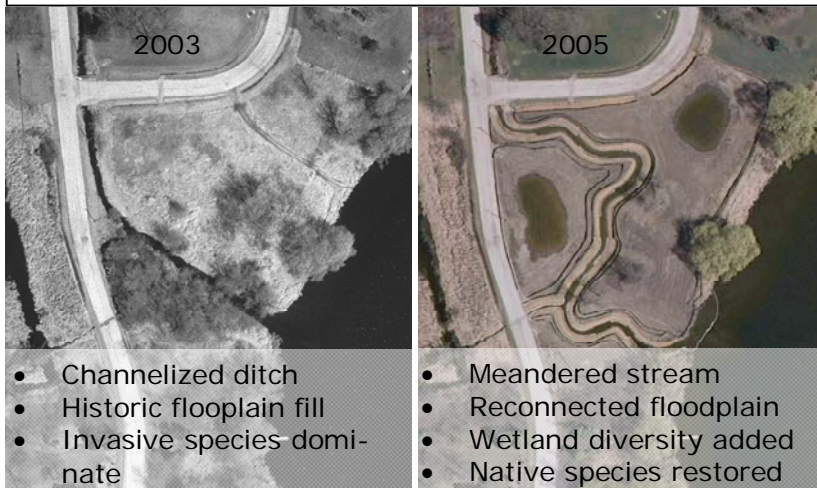 2003
• Channelized ditch
• Historic flooplain fill
• Invasive species domi-
nate
2005
• Meandered stream
• Reconnected floodplain
• Wetland diversity added
• Native species restored